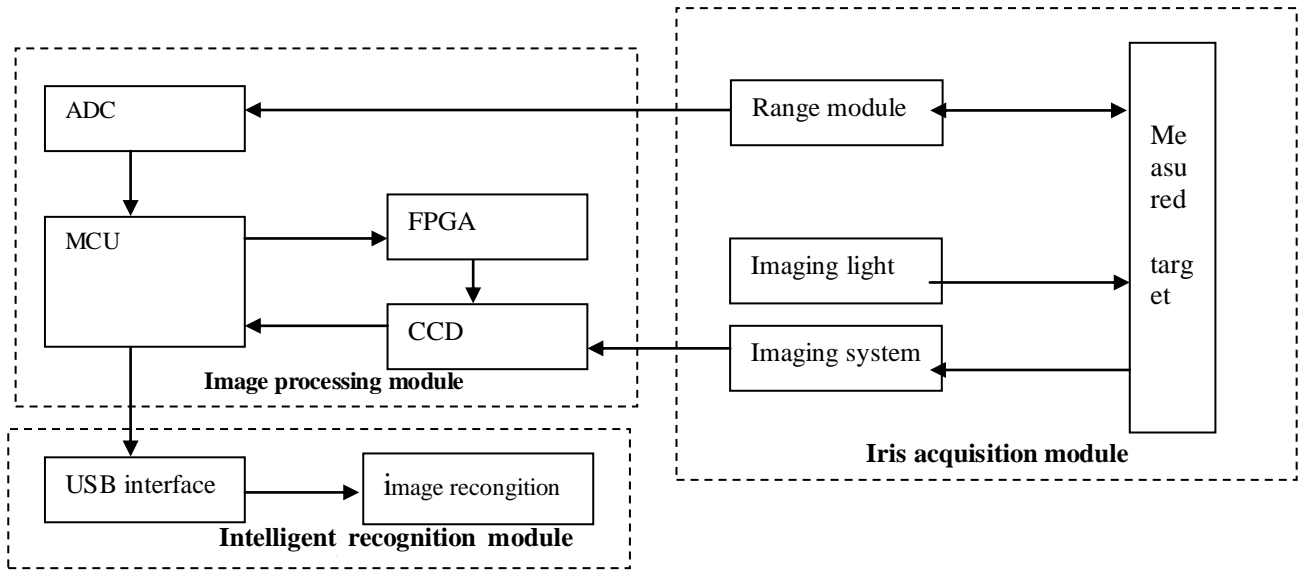 ADC
MCU
FPGA
CCD
Image processing module
Range module
Imaging light
Imaging system
Me
asu
red
targ
et
Iris acquisition module
USB interface
image recongition
Intelligent recognition module